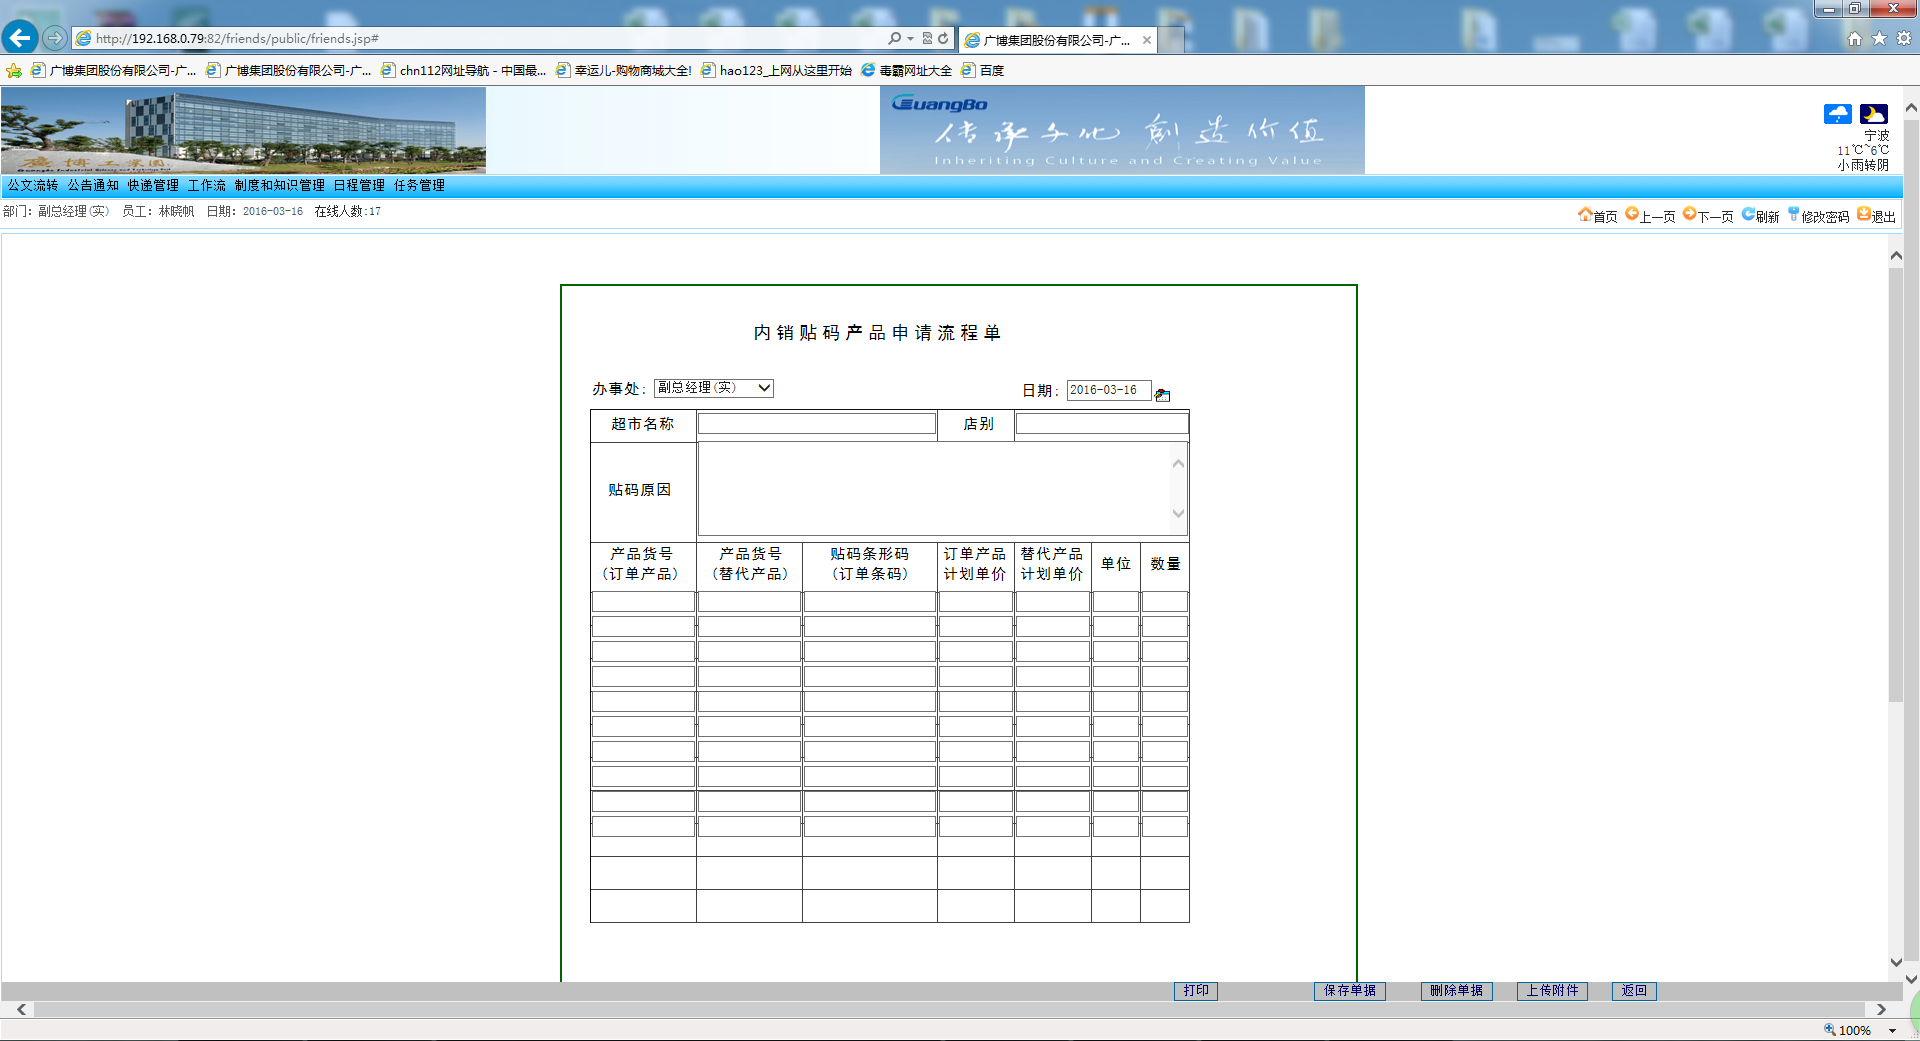 http://192.168.0.79:82/friends/public/friends.jsp#
广博集团股份有限公司-广...
广博集团股份有限公司-广... 广博集团股份有限公司-广... chn112网址导航 - 中国最... 幸运儿-购物商城大全! hao123_上网从这里开始 毒霸网址大全 百度
GuangBo
传承文化 創造价值
Inheriting Culture and Creating Value
宁波
11℃~6℃
小雨转阴
公文流转 公告通知 快递管理 工作流 制度和知识管理 日程管理 任务管理
部门: 副总经理(实) 员工: 林晓帆 日期: 2016-03-16 在线人数:17
首页 上一页 下一页 刷新 修改密码 退出
内销贴码产品申请流程单
办事处: 副总经理(实) 日期: 2016-03-16
超市名称 店别
贴码原因
产品货号 产品货号 贴码条形码 订单产品 替代产品 单位 数量
(订单产品) (替代产品) (订单条码) 计划单价 计划单价
打印 保存单据 删除单据 上传附件 返回
100%